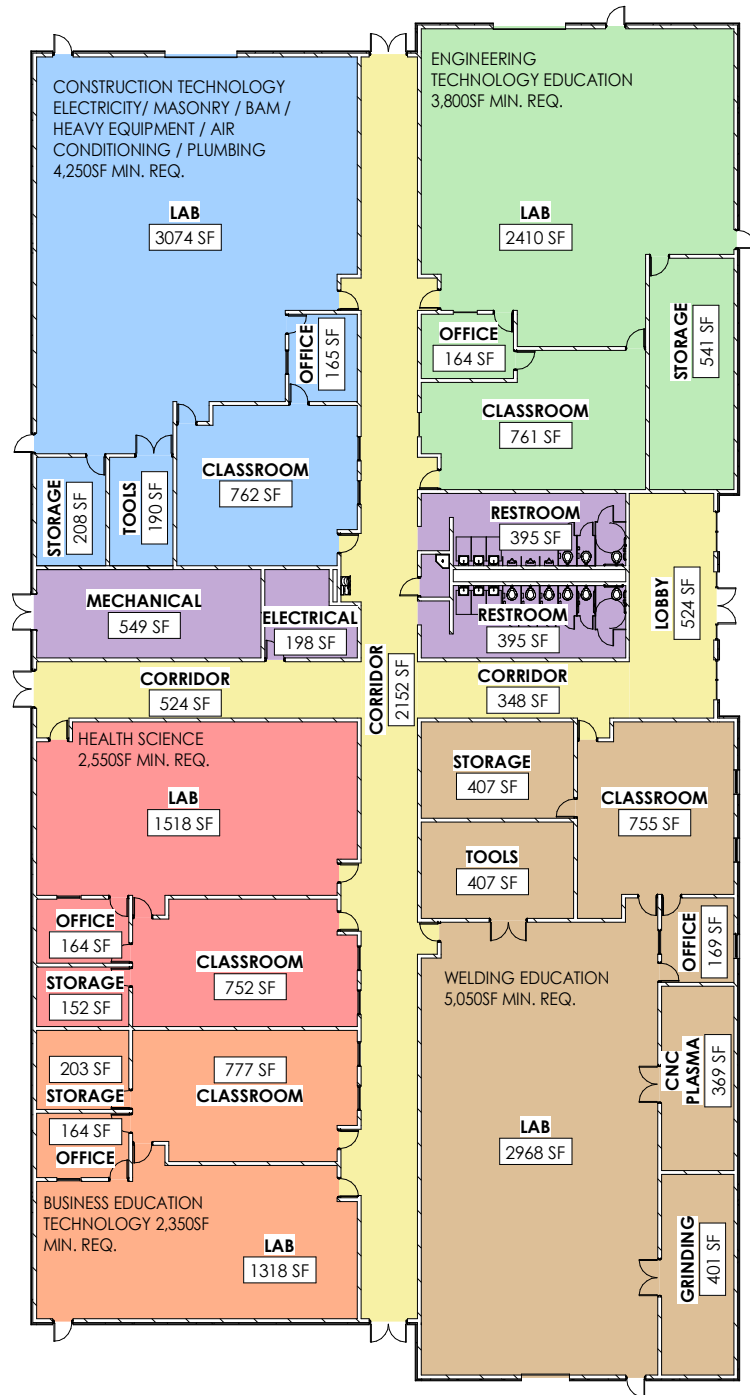 CONSTRUCTION TECHNOLOGY
ELECTRICITY/ MASONRY / BAM /
HEAVY EQUIPMENT / AIR
CONDITIONING / PLUMBING
4,250SF MIN. REQ.
LAB
3074 SF
OFFICE
165 SF
CLASSROOM
762 SF
STORAGE
208 SF
TOOLS
190 SF
ENGINEERING
TECHNOLOGY EDUCATION
3,800SF MIN. REQ.
LAB
2410 SF
OFFICE
164 SF
STORAGE
541 SF
CLASSROOM
761 SF
RESTROOM
395 SF
RESTROOM
395 SF
LOBBY
524 SF
MECHANICAL
549 SF
ELECTRICAL
198 SF
CORRIDOR
524 SF
CORRIDOR
2152 SF
CORRIDOR
348 SF
HEALTH SCIENCE
2,550SF MIN. REQ.
LAB
1518 SF
OFFICE
164 SF
STORAGE
152 SF
CLASSROOM
752 SF
203 SF
STORAGE
777 SF
CLASSROOM
164 SF
OFFICE
BUSINESS EDUCATION
TECHNOLOGY 2,350SF
MIN. REQ.
LAB
1318 SF
STORAGE
407 SF
CLASSROOM
755 SF
TOOLS
407 SF
OFFICE
169 SF
WELDING EDUCATION
5,050SF MIN. REQ.
LAB
2968 SF
CNC
PLASMA
369 SF
GRINDING
401 SF